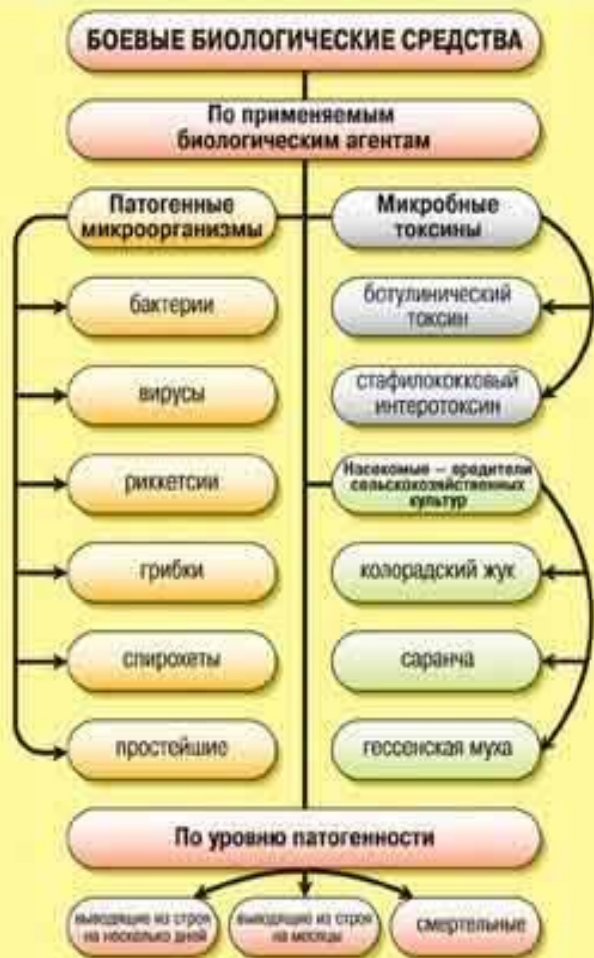 БОЕВЫЕ БИОЛОГИЧЕСКИЕ СРЕДСТВА
По применяемым
биологическим агентам
Патогенные
микроорганизмы
бактерии
вирусы
риккетсии
грибки
спирохеты
простейшие
Микробные
токсины
ботулинический
токсин
стафилококковый
интеротоксин
Насекомые — вредители
сельскохозяйственных
культур
колорадский жук
саранча
гессенская муха
По уровню патогенности
выводящие из строя
на несколько дней
выводящие из строя
на месяцы
смертельные